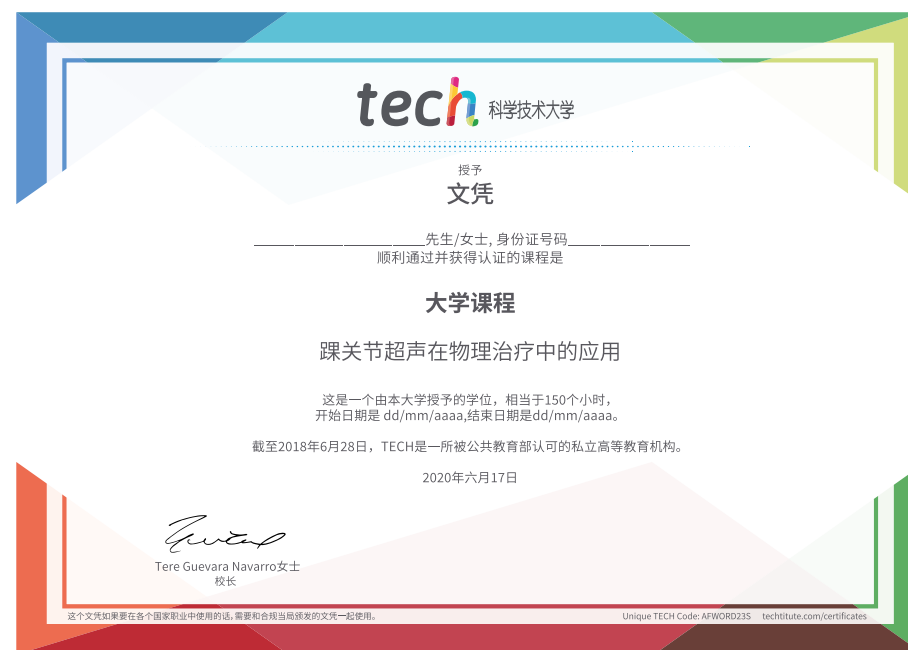 tech 科学技术大学
授予
文凭
先生/女士, 身份证号码
顺利通过并获得认证的课程是
大学课程
踝关节超声在物理治疗中的应用
这是一个由本大学授予的学位，相当于150个小时，
开始日期是 dd/mm/aaaa,结束日期是dd/mm/aaaa。
截至2018年6月28日，TECH是一所被公共教育部认可的私立高等教育机构。
2020年六月17日
Tere Guevara Navarro女士
校长
这个文凭如果要在各个国家职业中使用的话,需要和合规当局颁发的文凭一起使用。
Unique TECH Code: AFWORD235 techtitute.com/certificates